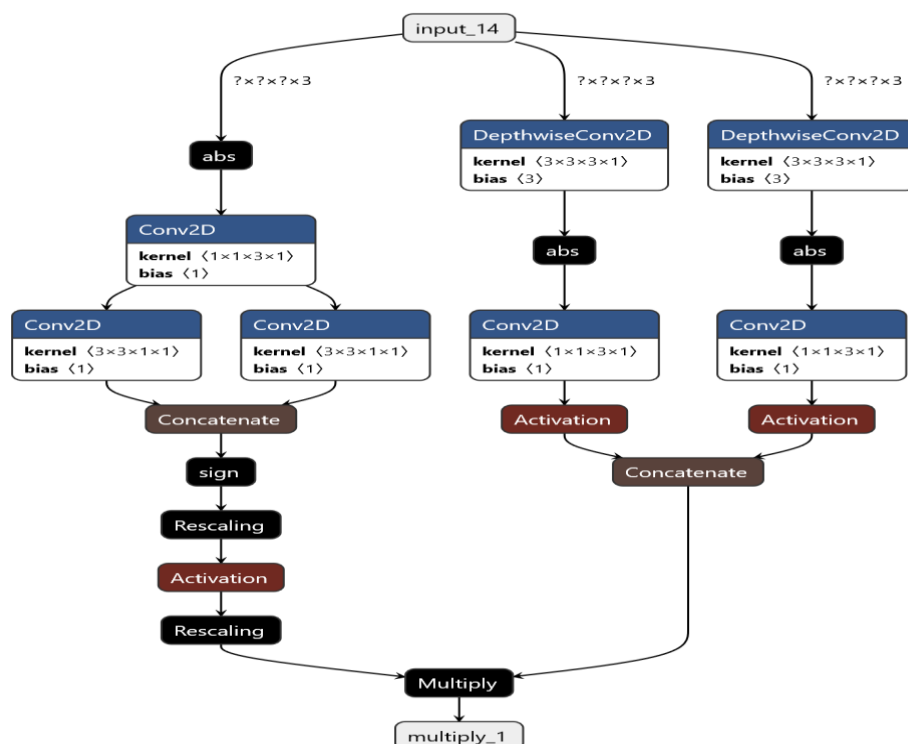 input_14
?×?×?×3
?×?×?×3
?×?×?×3
abs
DepthwiseConv2D
kernel 〈3×3×3×1〉
bias 〈3〉
DepthwiseConv2D
kernel 〈3×3×3×1〉
bias 〈3〉
Conv2D
kernel 〈1×1×3×1〉
bias 〈1〉
abs
abs
Conv2D
kernel 〈3×3×1×1〉
bias 〈1〉
Conv2D
kernel 〈3×3×1×1〉
bias 〈1〉
Conv2D
kernel 〈1×1×3×1〉
bias 〈1〉
Conv2D
kernel 〈1×1×3×1〉
bias 〈1〉
Concatenate
Activation
Activation
sign
Concatenate
Rescaling
Activation
Rescaling
Multiply
multiply_1